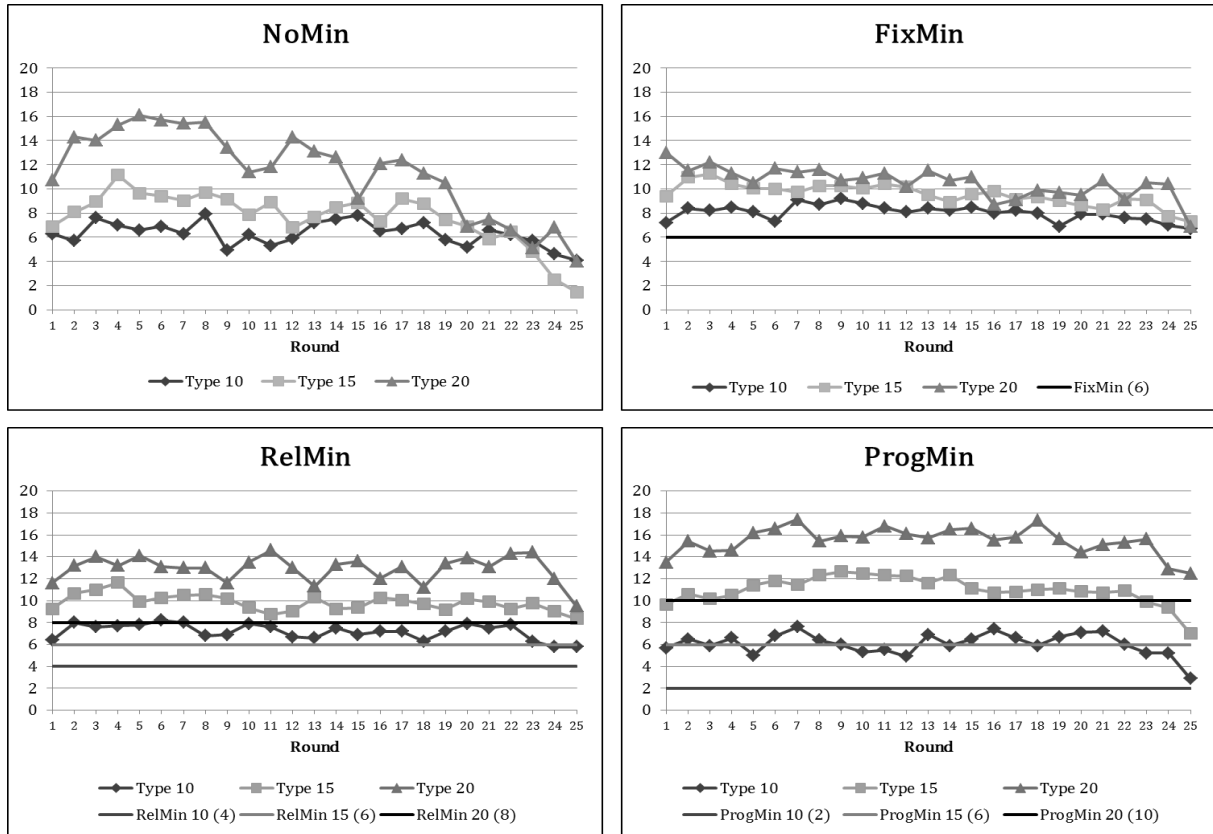 NoMin
20
18
16
14
12
10
8
6
4
2
0
1 2 3 4 5 6 7 8 9 10 11 12 13 14 15 16 17 18 19 20 21 22 23 24 25
Round
Type 10 Type 15 Type 20
FixMin
20
18
16
14
12
10
8
6
4
2
0
1 2 3 4 5 6 7 8 9 10 11 12 13 14 15 16 17 18 19 20 21 22 23 24 25
Round
Type 10 Type 15 Type 20 FixMin (6)
RelMin
20
18
16
14
12
10
8
6
4
2
0
1 2 3 4 5 6 7 8 9 10 11 12 13 14 15 16 17 18 19 20 21 22 23 24 25
Round
Type 10 Type 15 Type 20
RelMin 10 (4) RelMin 15 (6) RelMin 20 (8)
ProgMin
20
18
16
14
12
10
8
6
4
2
0
1 2 3 4 5 6 7 8 9 10 11 12 13 14 15 16 17 18 19 20 21 22 23 24 25
Round
Type 10 Type 15 Type 20
ProgMin 10 (2) ProgMin 15 (6) ProgMin 20 (10)